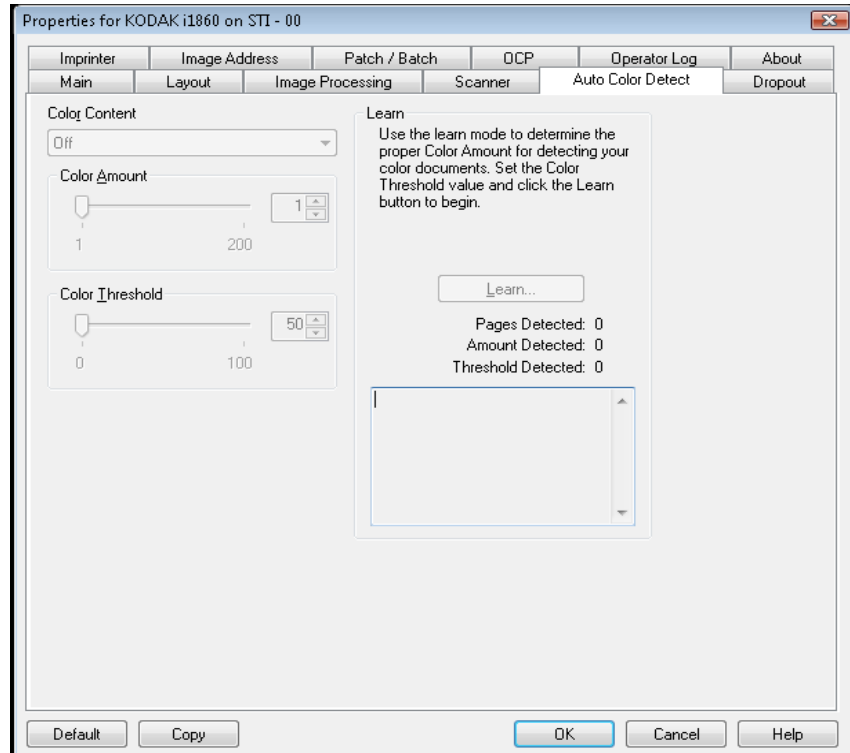 Properties for KODAK i1860 on STI - 00
Imprinter Image Address Patch / Batch OCP Operator Log About
Main Layout Image Processing Scanner Auto Color Detect Dropout
Color Content
Off
Color Amount
1
1 200
Color Threshold
50
0 100
Learn
Use the learn mode to determine the
proper Color Amount for detecting your
color documents. Set the Color
Threshold value and click the Learn
button to begin.
Learn...
Pages Detected: 0
Amount Detected: 0
Threshold Detected: 0
Default Copy OK Cancel Help